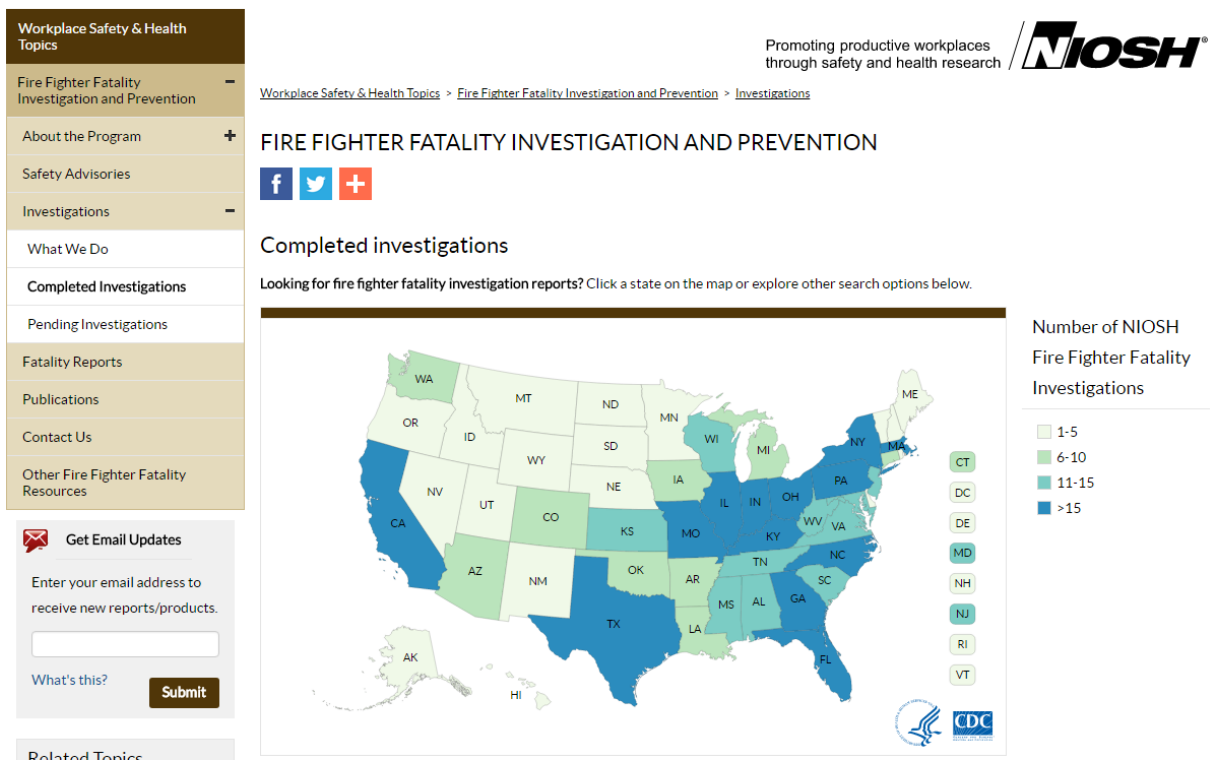 Workplace Safety & Health
Topics
Fire Fighter Fatality
Investigation and Prevention
About the Program
Safety Advisories
Investigations
What We Do
Completed Investigations
Pending Investigations
Fatality Reports
Publications
Contact Us
Other Fire Fighter Fatality
Resources
Get Email Updates
Enter your email address to
receive new reports/products.
What's this?
Submit
Related Topics
Promoting productive workplaces
through safety and health research
NIOSH
Workplace Safety & Health Topics > Fire Fighter Fatality Investigation and Prevention > Investigations
FIRE FIGHTER FATALITY INVESTIGATION AND PREVENTION
Completed investigations
Looking for fire fighter fatality investigation reports? Click a state on the map or explore other search options below.
WA
MT
ND
MN
ME
OR
ID
SD
WI
MI
NY
MA
WY
NE
IA
PA
NV
UT
IL
IN
OH
CO
KS
MO
WV
VA
CA
KY
AZ
NM
OK
AR
TN
NC
SC
MS
AL
GA
TX
LA
FL
AK
HI
CT
DC
DE
MD
NH
NJ
RI
VT
CDC
Number of NIOSH
Fire Fighter Fatality
Investigations
1-5
6-10
11-15
>15